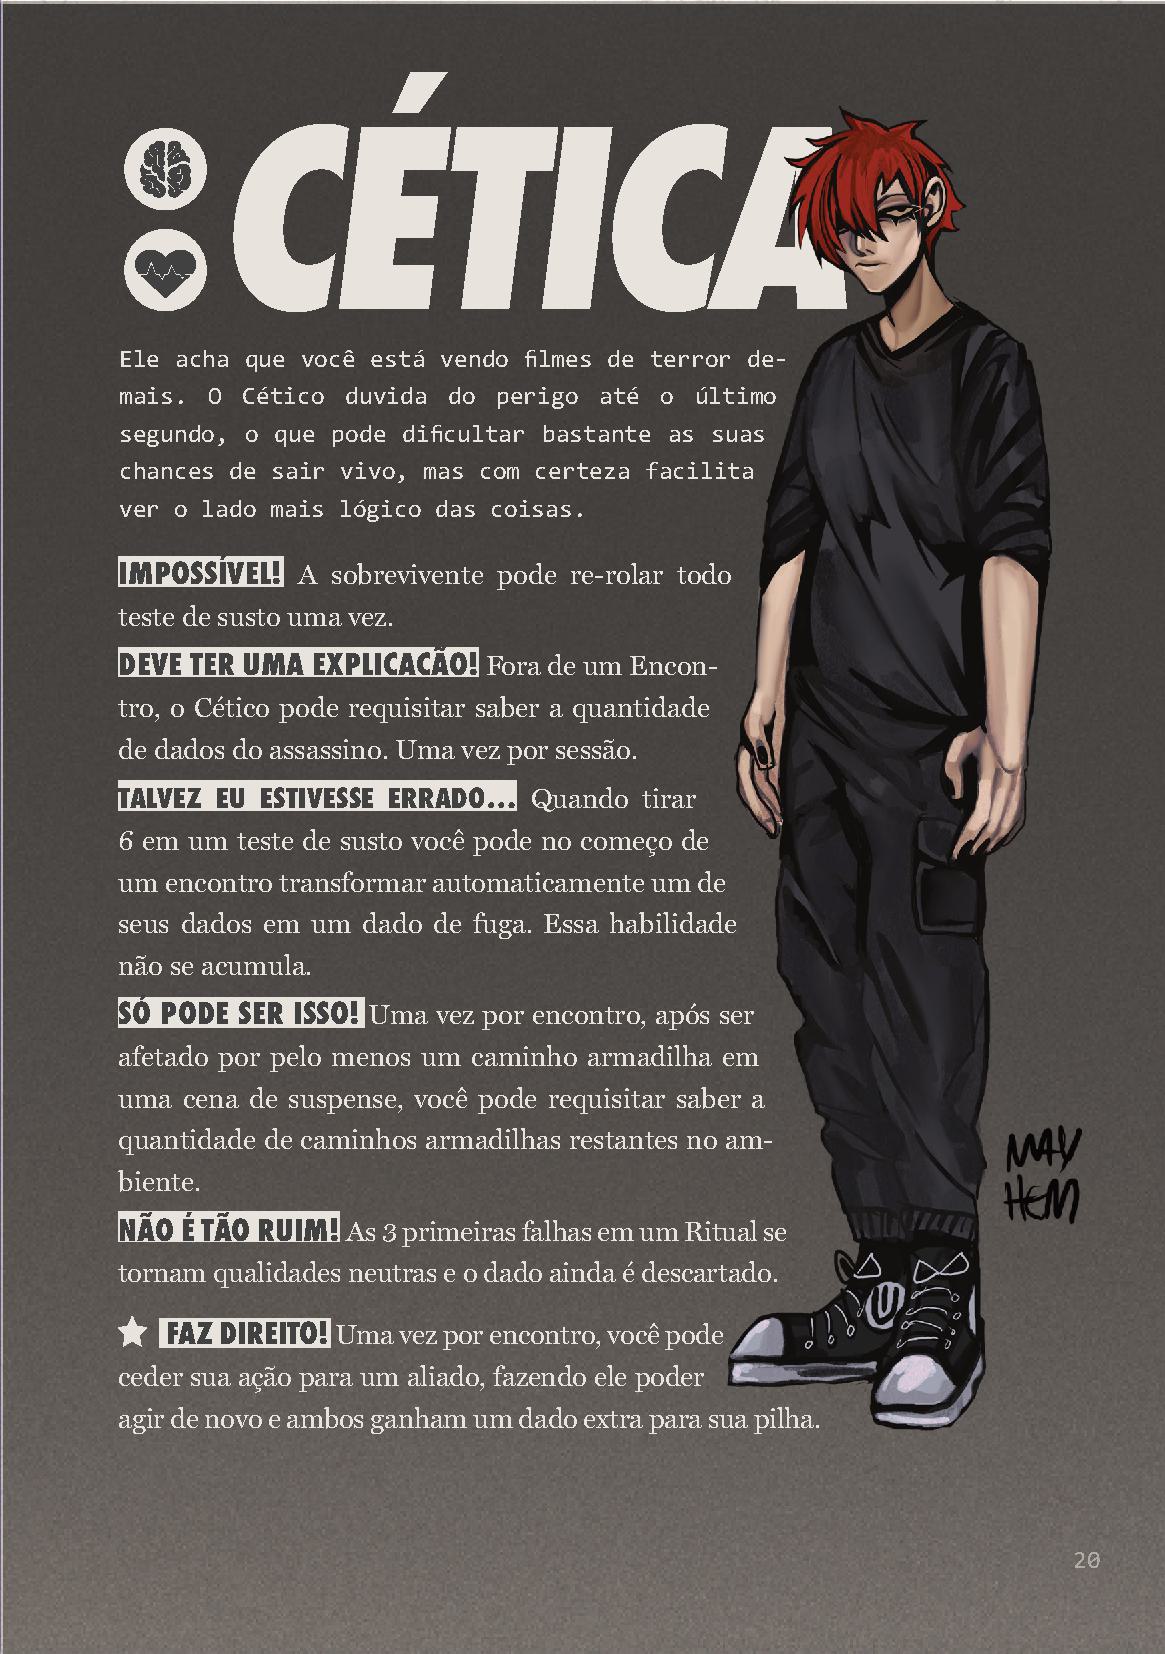 CÉTICA
Ele acha que você está vendo filmes de terror de-
mais. O Cético duvida do perigo até o último
segundo, o que pode dificultar bastante as suas
chances de sair vivo, mas com certeza facilita
ver o lado mais lógico das coisas.
IMPOSSÍVEL! A sobrevivente pode re-rolar todo
teste de susto uma vez.
DEVE TER UMA EXPLICACÃO! Fora de um Encon-
tro, o Cético pode requisitar saber a quantidade
de dados do assassino. Uma vez por sessão.
TALVEZ EU ESTIVESSE ERRADO... Quando tirar
6 em um teste de susto você pode no começo de
um encontro transformar automaticamente um de
seus dados em um dado de fuga. Essa habilidade
não se acumula.
SÓ PODE SER ISSO! Uma vez por encontro, após ser
afetado por pelo menos um caminho armadilha em
uma cena de suspense, você pode requisitar saber a
quantidade de caminhos armadilhas restantes no am-
biente.
NÃO É TÃO RUIM! As 3 primeiras falhas em um Ritual se
tornam qualidades neutras e o dado ainda é descartado.
FAZ DIREITO! Uma vez por encontro, você pode
ceder sua ação para um aliado, fazendo ele poder
agir de novo e ambos ganham um dado extra para sua pilha.
MAY
HEM
20